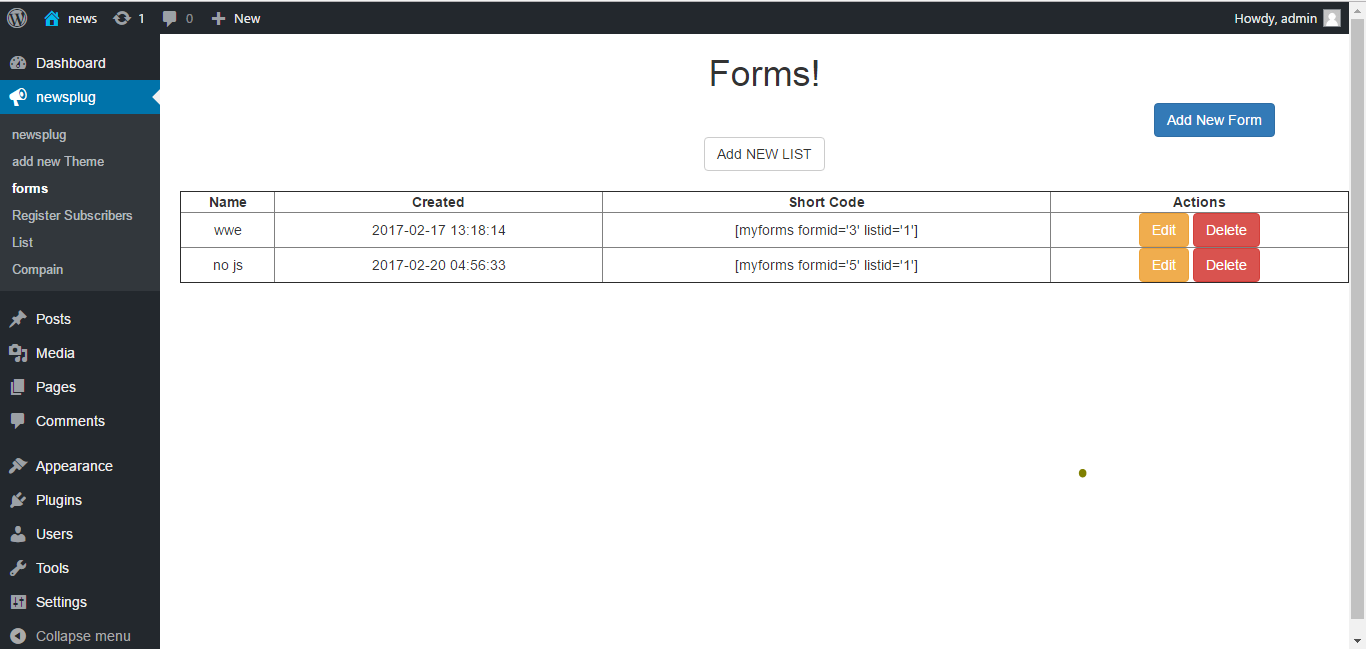 news 1 0 New Howdy, admin
Dashboard
newsplug
newsplug
add new Theme
forms
Register Subscribers
List
Compain
Posts
Media
Pages
Comments
Appearance
Plugins
Users
Tools
Settings
Collapse menu
Forms!
Add New Form
Add NEW LIST
Name Created Short Code Actions
wwe 2017-02-17 13:18:14 [myforms formid='3' listid='1'] Edit Delete
no js 2017-02-20 04:56:33 [myforms formid='5' listid='1'] Edit Delete